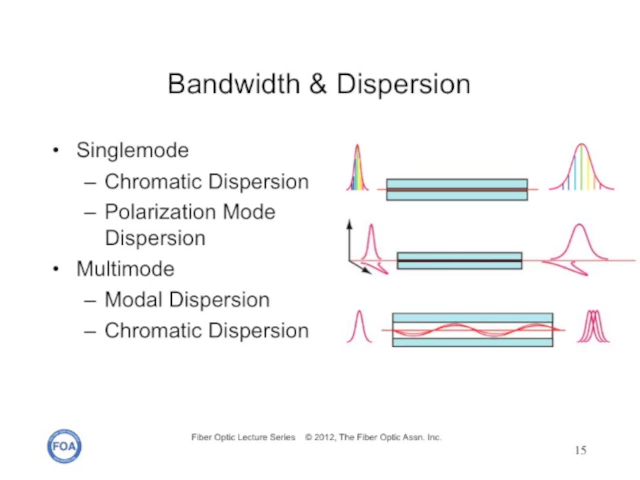 Bandwidth & Dispersion
• Singlemode
– Chromatic Dispersion
– Polarization Mode
Dispersion
• Multimode
– Modal Dispersion
– Chromatic Dispersion
FOA
Fiber Optic Lecture Series © 2012, The Fiber Optic Assn. Inc.
15